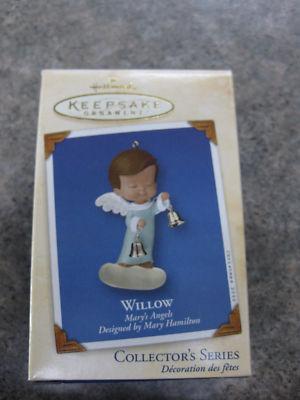 Hallmark
KEEPSAKE
ORNAMENT
WILLOW
Mary's Angels
Designed by Mary Hamilton
COLLECTOR'S SERIES
Décoration des fêtes